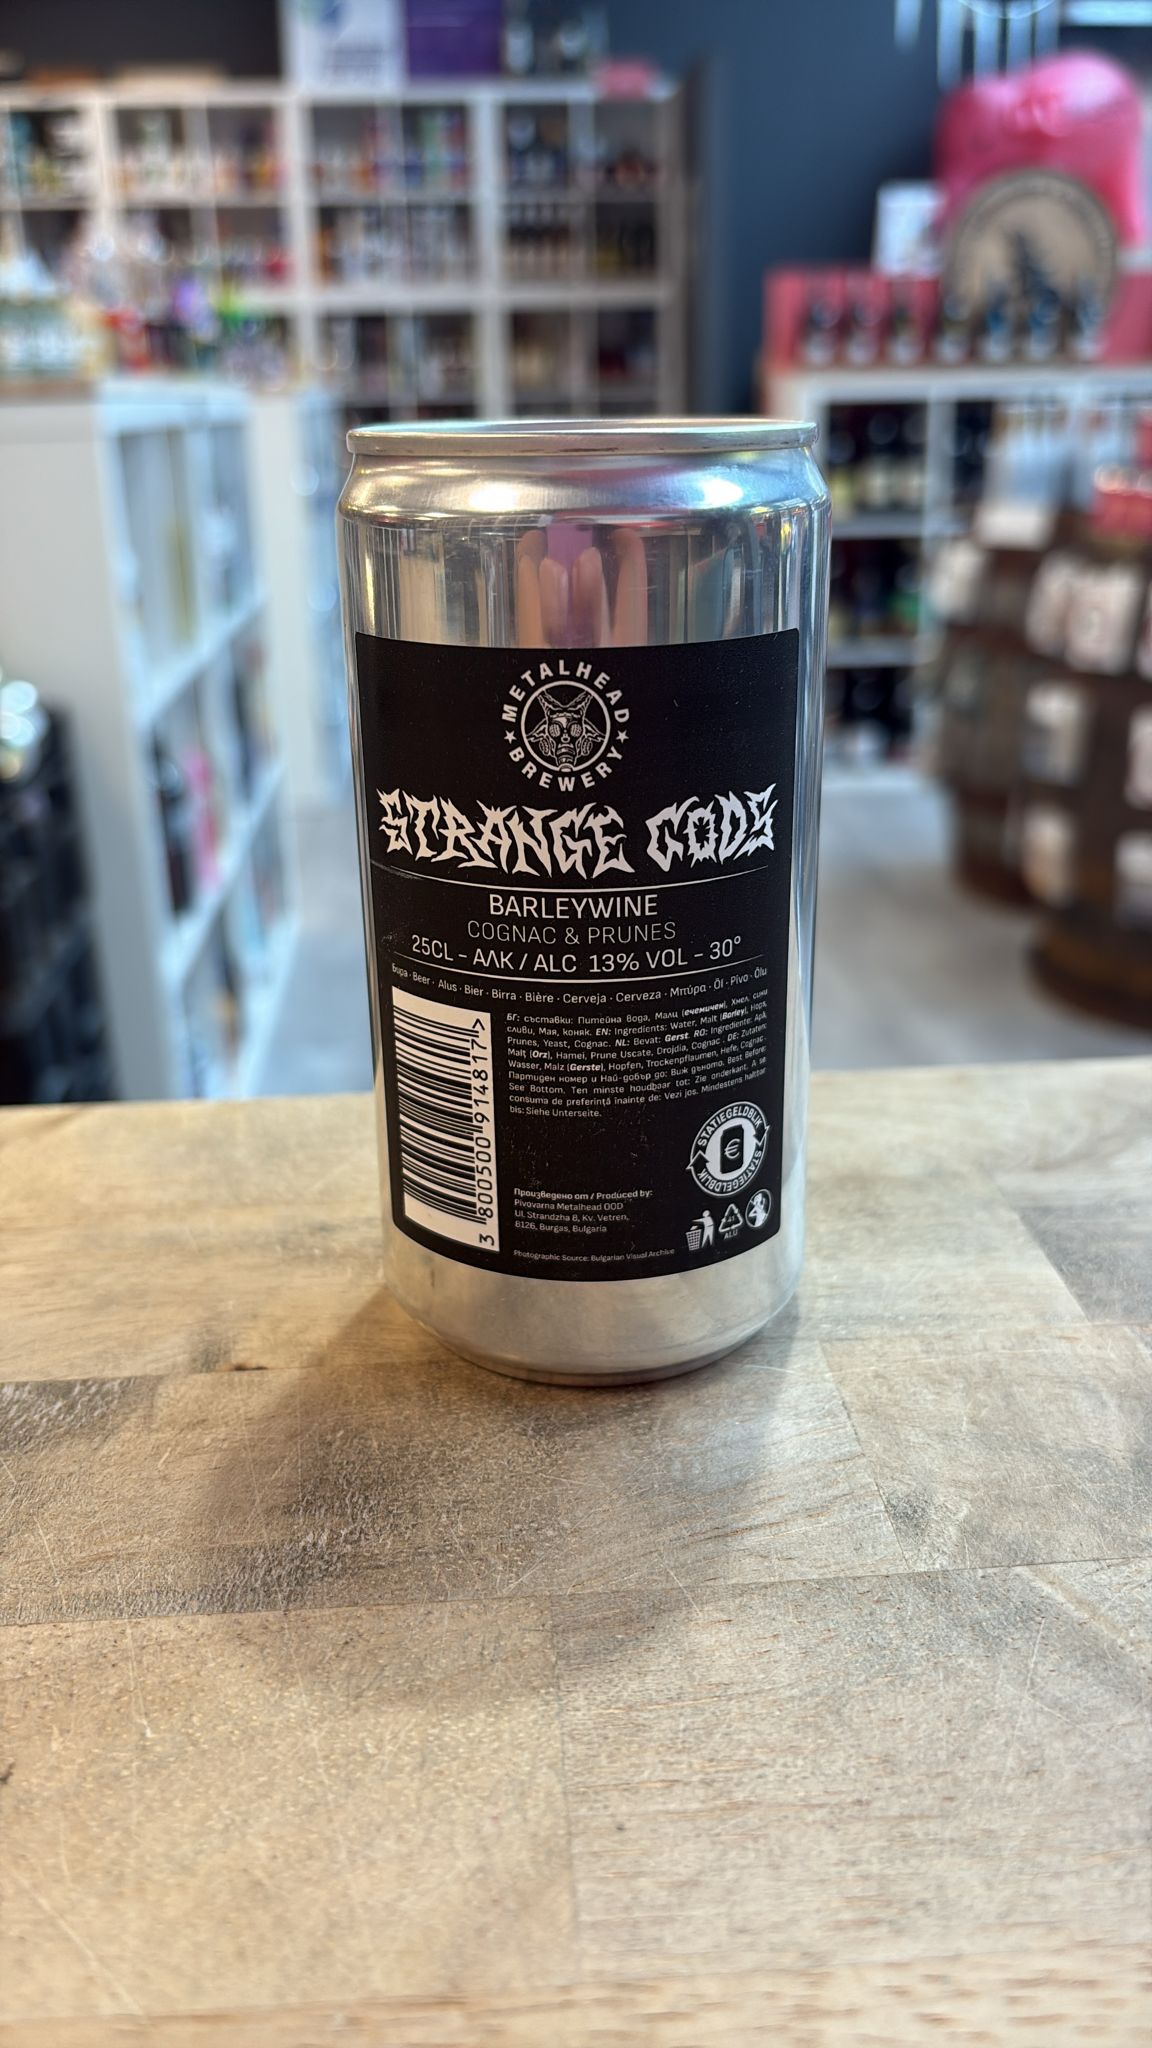 METALHEAD
BREWERY
STRANGE GODS
BARLEYWINE
COGNAC & PRUNES
25CL - АЛК / ALC 13% VOL - 30°
Бира · Beer · Alus · Bier · Birra · Bière · Cerveja · Cerveza · Μπύρα · Öl · Pivo · Õlu
БГ: съставки: Питейна вода, Малц (ечемичен), Хмел, сини
сливи, Мая, коняк. EN: Ingredients: Water, Malt (Barley), Hops,
Prunes, Yeast, Cognac. NL: Bevat: Gerst. RO: Ingrediente: Apă,
Malț (Orz), Hamei, Prune Uscate, Drojdia, Cognac. DE: Zutaten:
Wasser, Malz (Gerste), Hopfen, Trockenpflaumen, Hefe, Cognac.
Партиден номер и Най-добър до: Виж дъното. Best Before:
See Bottom. Ten minste houdbaar tot: Zie onderkant. A se
consuma de preferință înainte de: Vezi jos. Mindestens haltbar
bis: Siehe Unterseite.
3 800500 914817 >
STATIEGELDBLIK
€
STATIEGELDBLIK
Произведено от / Produced by:
Pivovarna Metalhead OOD
Ul. Strandzha 8, Kv. Vetren,
8126, Burgas, Bulgaria
41
ALU
Photographic Source: Bulgarian Visual Archive